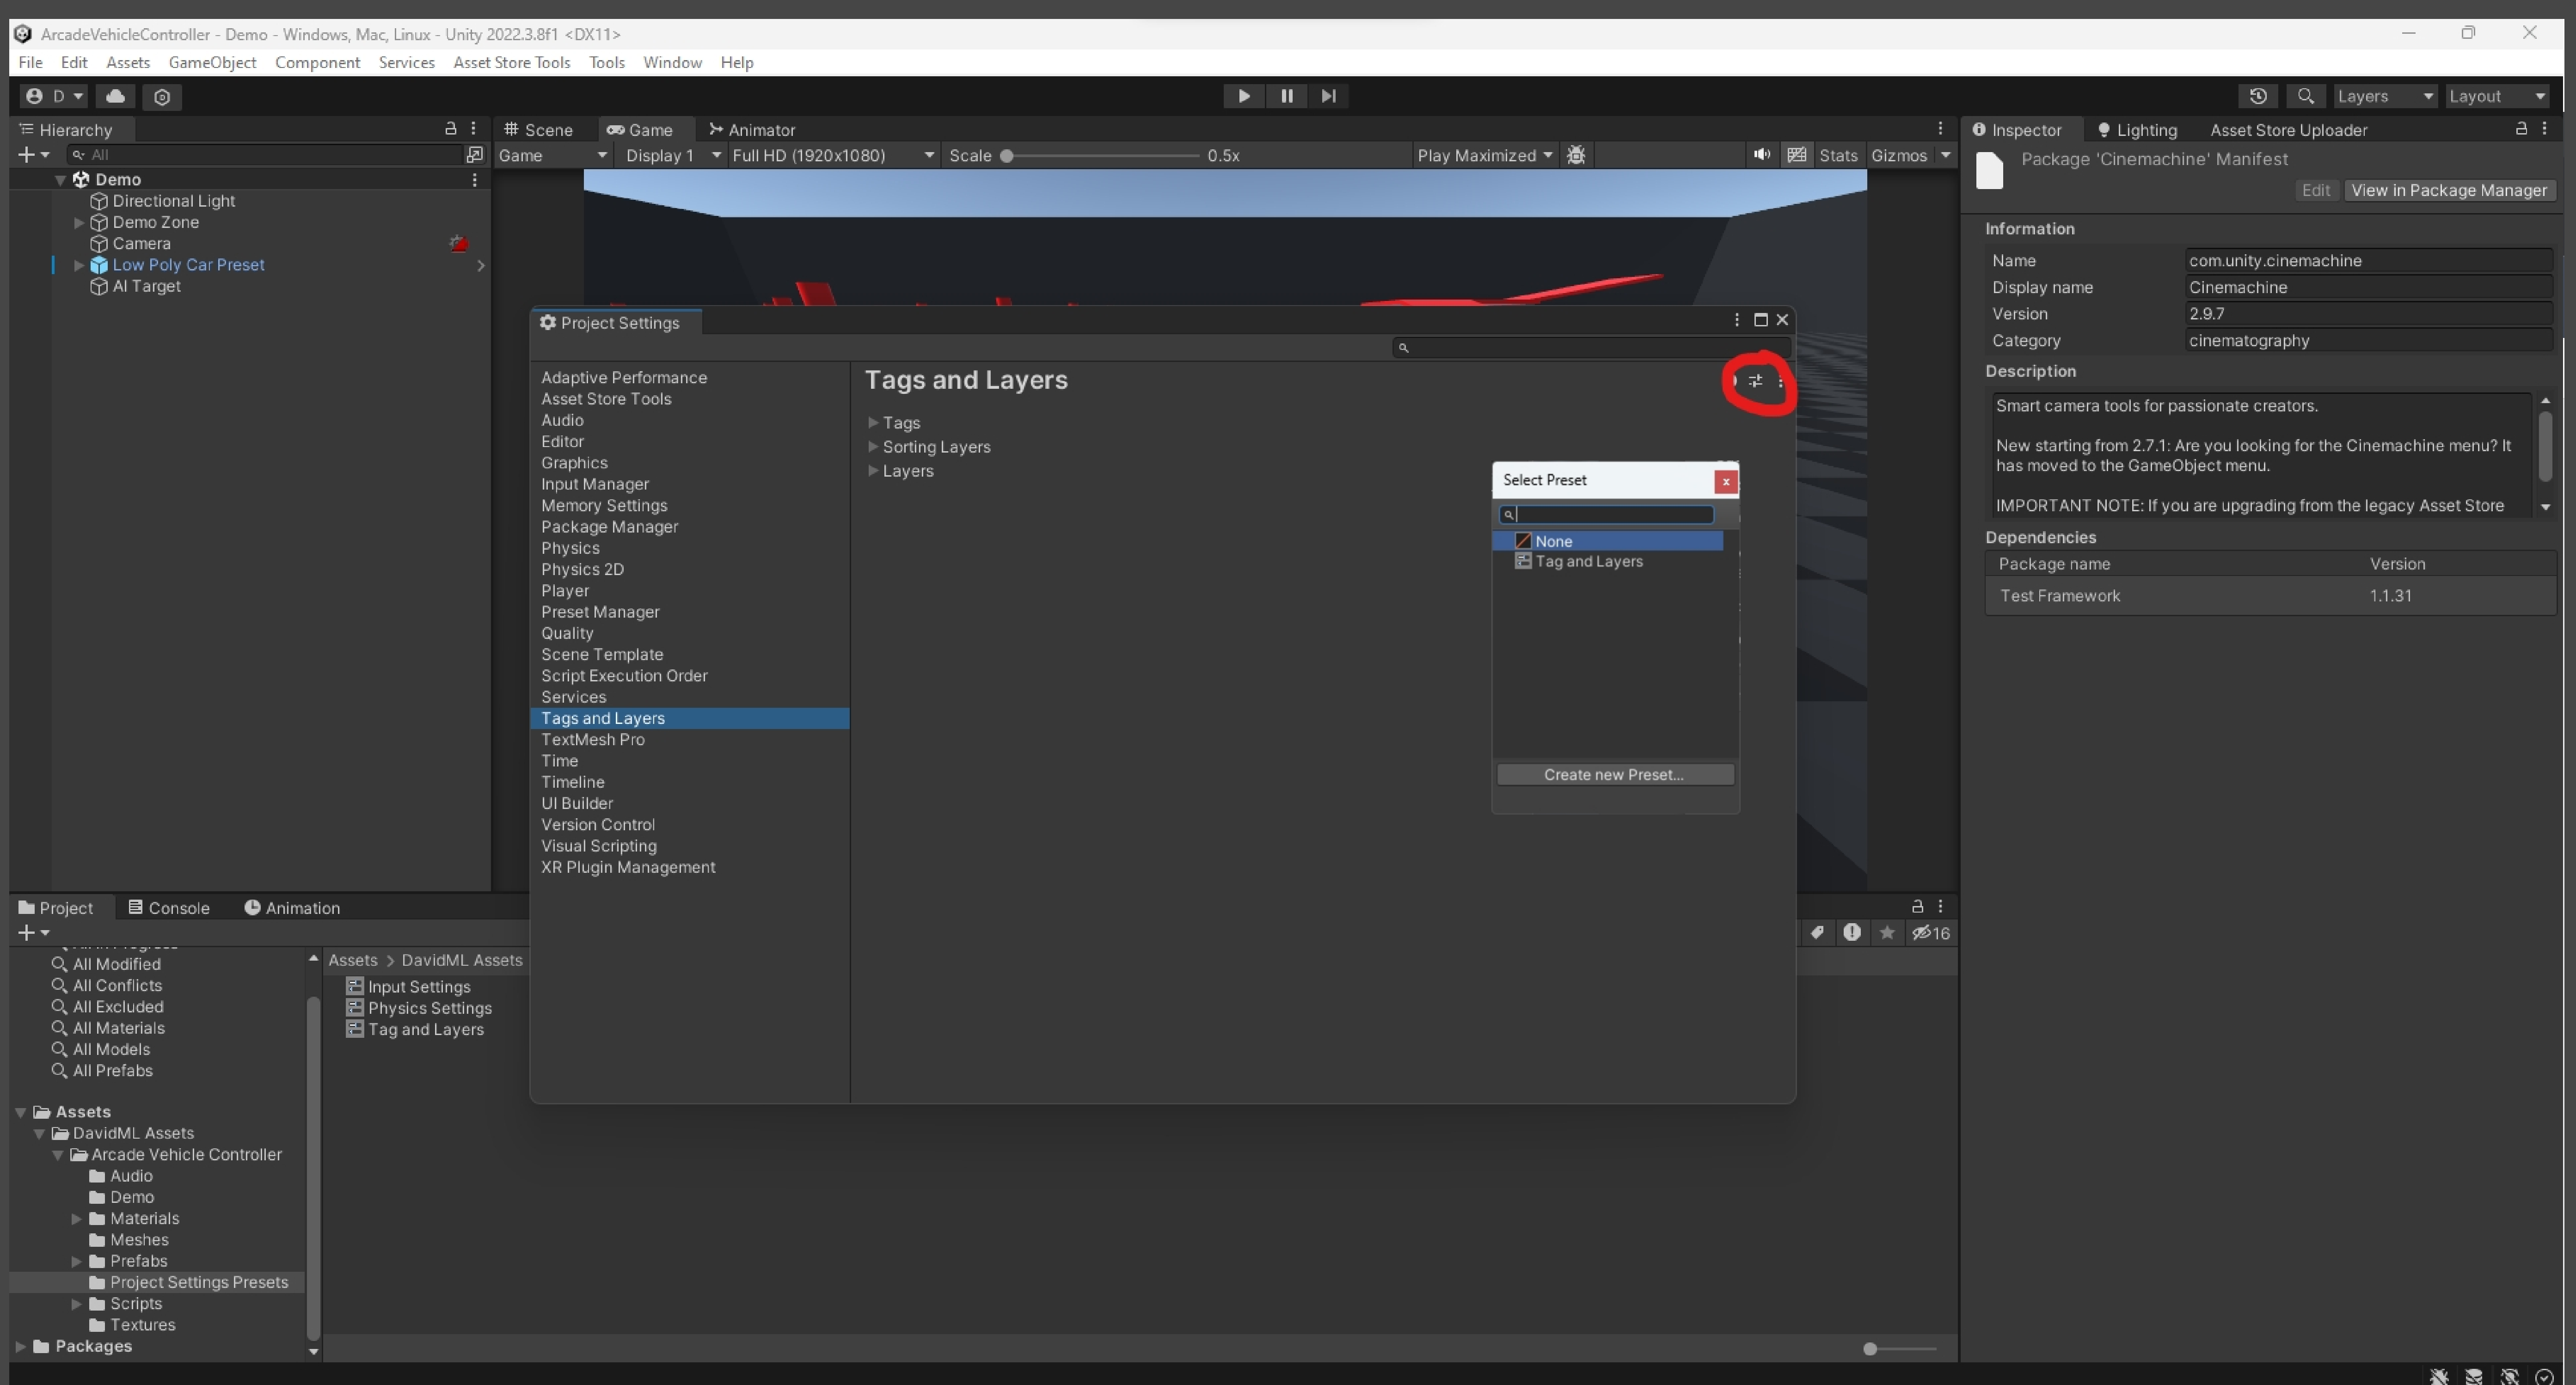 ArcadeVehicleController - Demo - Windows, Mac, Linux - Unity 2022.3.8f1 <DX11>
File Edit Assets GameObject Component Services Asset Store Tools Tools Window Help
D Layers Layout
Hierarchy
All
Demo
Directional Light
Demo Zone
Camera
Low Poly Car Preset
AI Target
Scene Game Animator
Game Display 1 Full HD (1920x1080) Scale 0.5x Play Maximized Stats Gizmos
Project Settings
Adaptive Performance
Asset Store Tools
Audio
Editor
Graphics
Input Manager
Memory Settings
Package Manager
Physics
Physics 2D
Player
Preset Manager
Quality
Scene Template
Script Execution Order
Services
Tags and Layers
TextMesh Pro
Time
Timeline
UI Builder
Version Control
Visual Scripting
XR Plugin Management
Tags and Layers
Tags
Sorting Layers
Layers
Select Preset
x
None
Tag and Layers
Create new Preset...
Inspector Lighting Asset Store Uploader
Package 'Cinemachine' Manifest
Edit View in Package Manager
Information
Name com.unity.cinemachine
Display name Cinemachine
Version 2.9.7
Category cinematography
Description
Smart camera tools for passionate creators.
New starting from 2.7.1: Are you looking for the Cinemachine menu? It
has moved to the GameObject menu.
IMPORTANT NOTE: If you are upgrading from the legacy Asset Store
Dependencies
Package name Version
Test Framework 1.1.31
Project Console Animation
16
All Modified
All Conflicts
All Excluded
All Materials
All Models
All Prefabs
Assets
DavidML Assets
Arcade Vehicle Controller
Audio
Demo
Materials
Meshes
Prefabs
Project Settings Presets
Scripts
Textures
Packages
Assets > DavidML Assets
Input Settings
Physics Settings
Tag and Layers